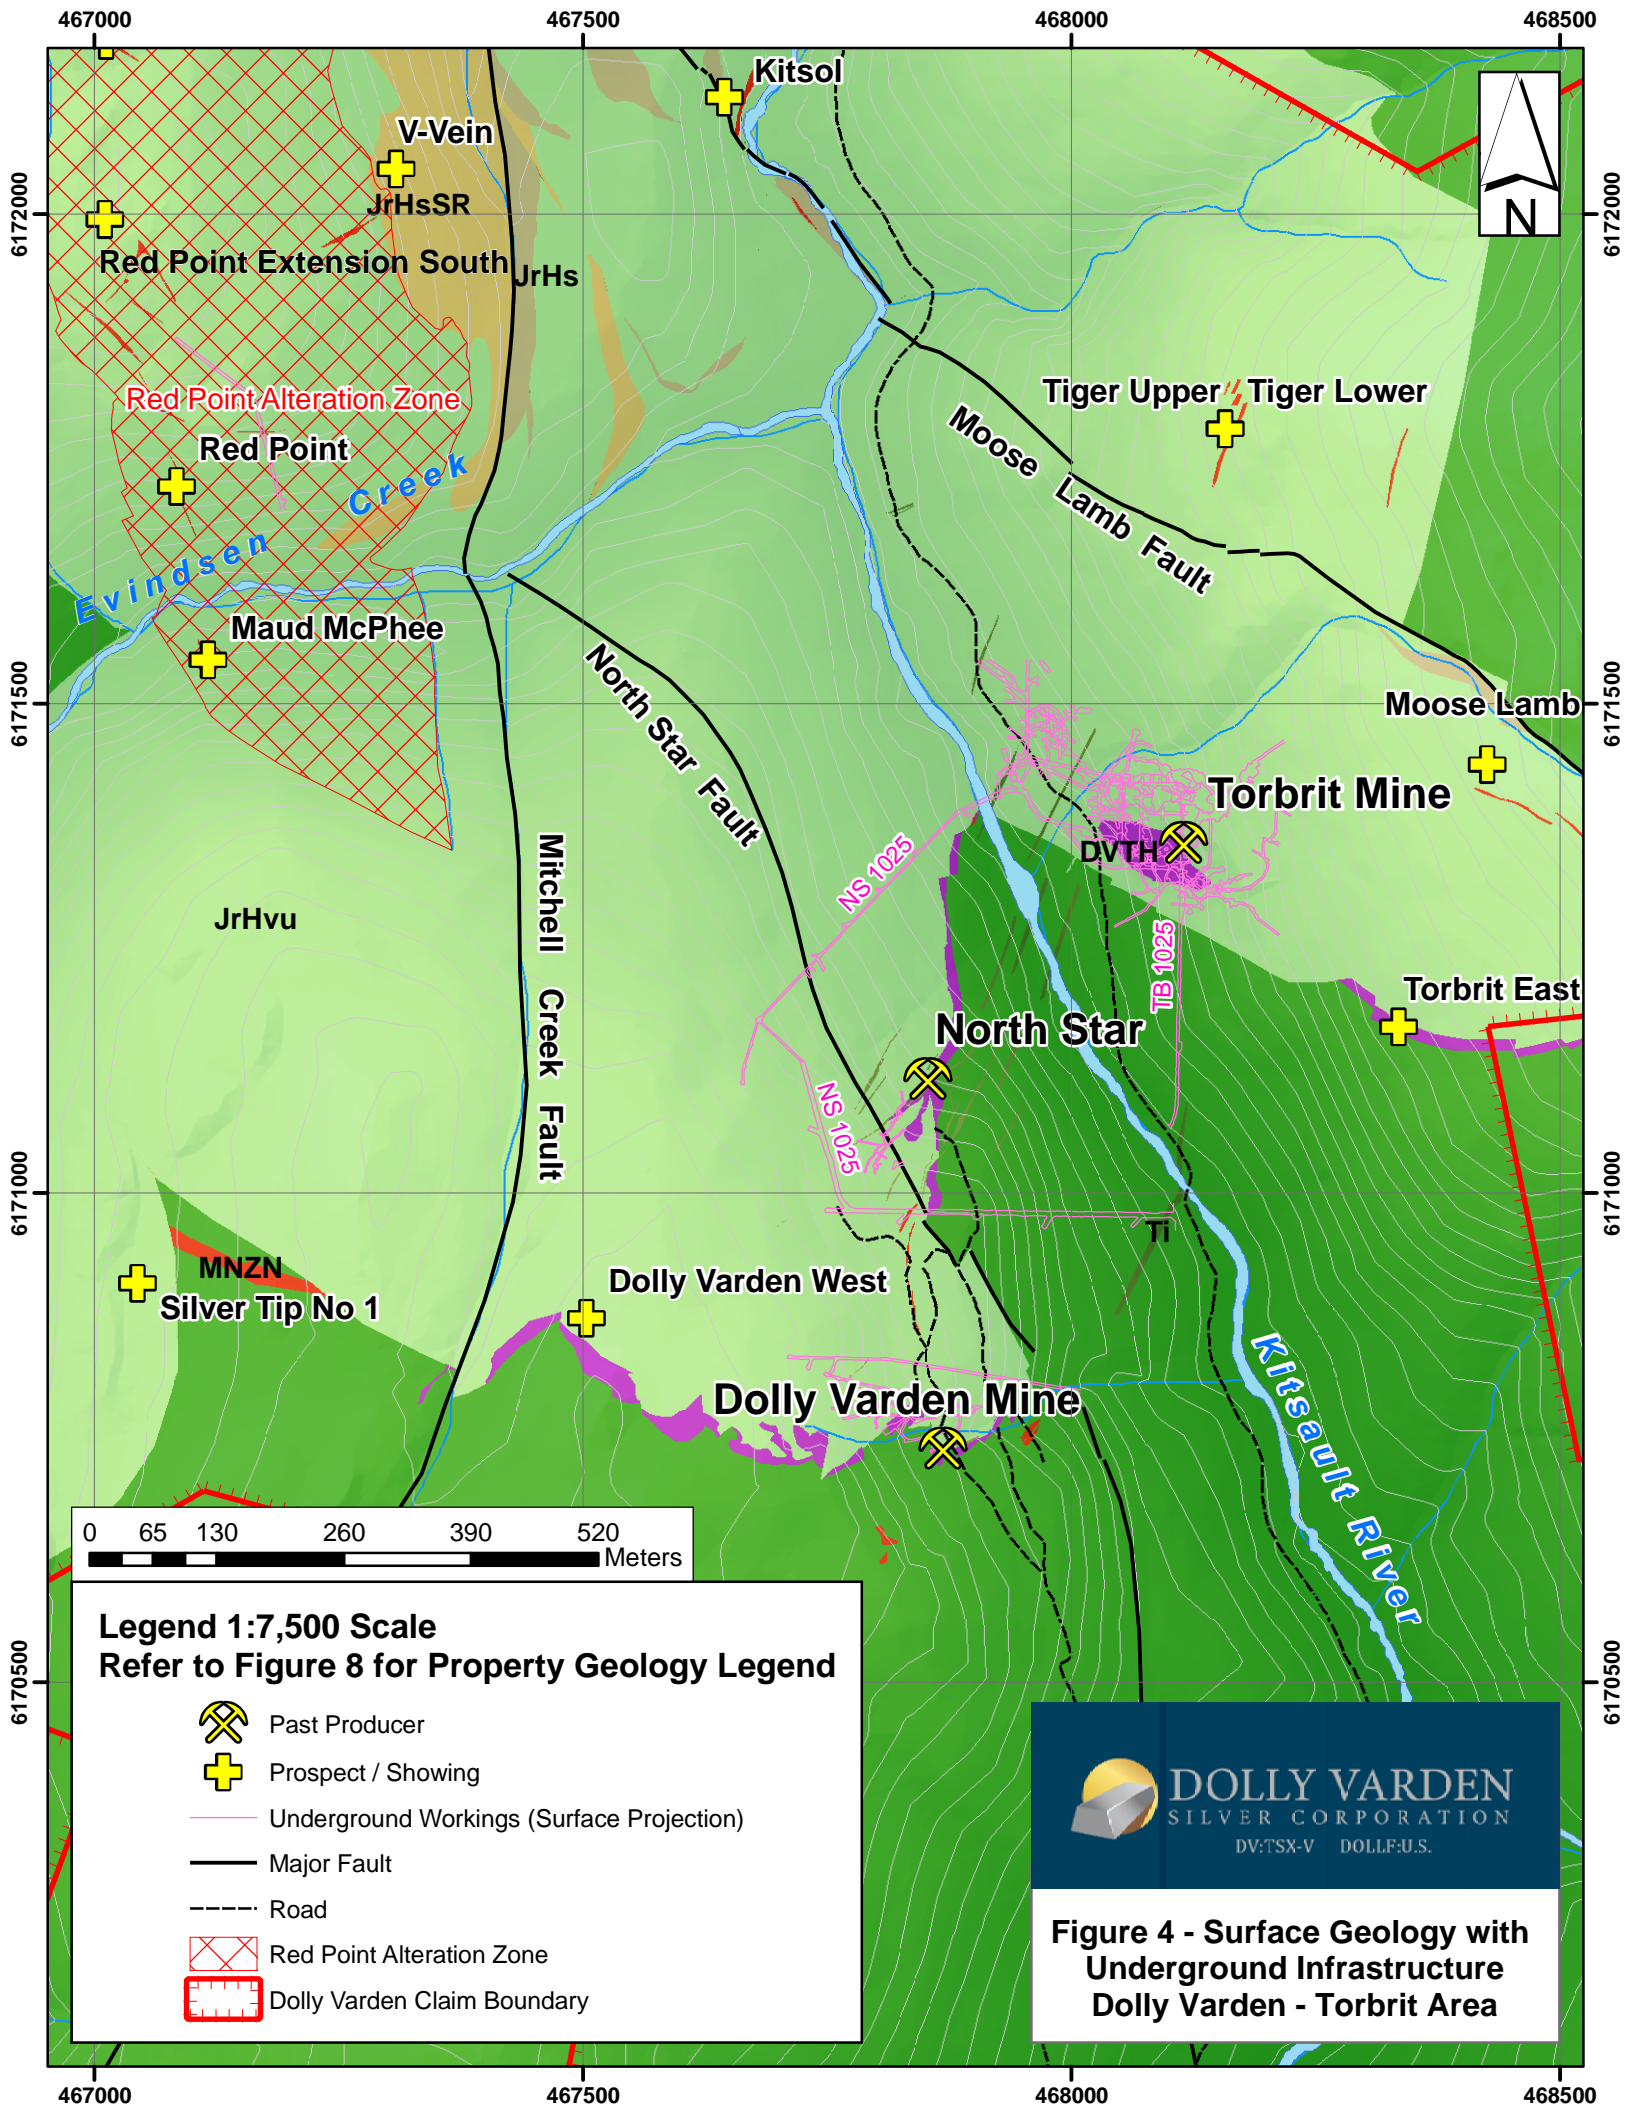 467000
467500
468000
468500
Kitsol
V-Vein
JrHsSR
6172000
6172000
N
Red Point Extension South
JrHs
Red Point Alteration Zone
Tiger Upper
Tiger Lower
Red Point
Moose Lamb Fault
Evindsen Creek
Maud McPhee
North Star Fault
6171500
6171500
Moose Lamb
Torbrit Mine
DVTH
NS 1025
Mitchell Creek Fault
JrHvu
TB 1025
Torbrit East
North Star
NS 1025
6171000
6171000
Ti
MNZN
Silver Tip No 1
Dolly Varden West
Dolly Varden Mine
Kitsault River
0 65 130 260 390 520
Meters
Legend 1:7,500 Scale
Refer to Figure 8 for Property Geology Legend
6170500
6170500
Past Producer
Prospect / Showing
Underground Workings (Surface Projection)
Major Fault
Road
Red Point Alteration Zone
Dolly Varden Claim Boundary
DOLLY VARDEN
SILVER CORPORATION
DV:TSX-V DOLLF:U.S.
Figure 4 - Surface Geology with
Underground Infrastructure
Dolly Varden - Torbrit Area
467000
467500
468000
468500